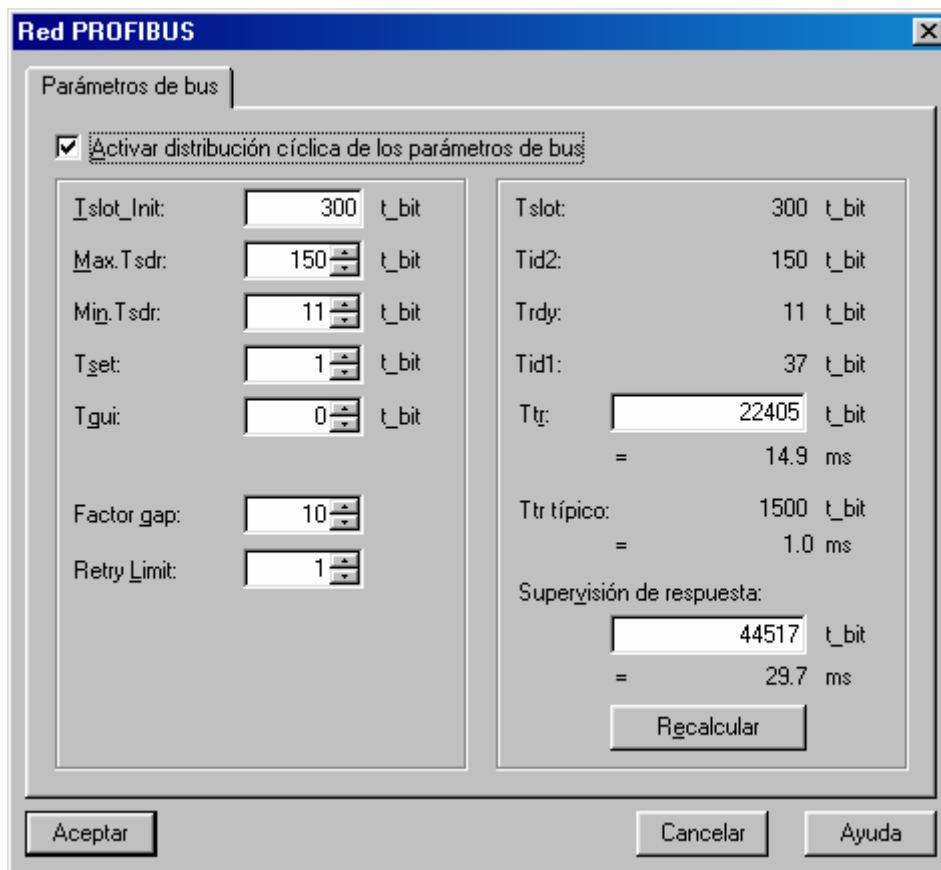 Red PROFIBUS
Parámetros de bus
Activar distribución cíclica de los parámetros de bus
Tslot_Init: 300 t_bit
Max.Tsdr: 150 t_bit
Min.Tsdr: 11 t_bit
Tset: 1 t_bit
Tgui: 0 t_bit
Factor gap: 10
Retry Limit: 1
Tslot: 300 t_bit
Tid2: 150 t_bit
Trdy: 11 t_bit
Tid1: 37 t_bit
Ttr: 22405 t_bit
= 14.9 ms
Ttr típico: 1500 t_bit
= 1.0 ms
Supervisión de respuesta:
44517 t_bit
= 29.7 ms
Recalcular
Aceptar Cancelar Ayuda